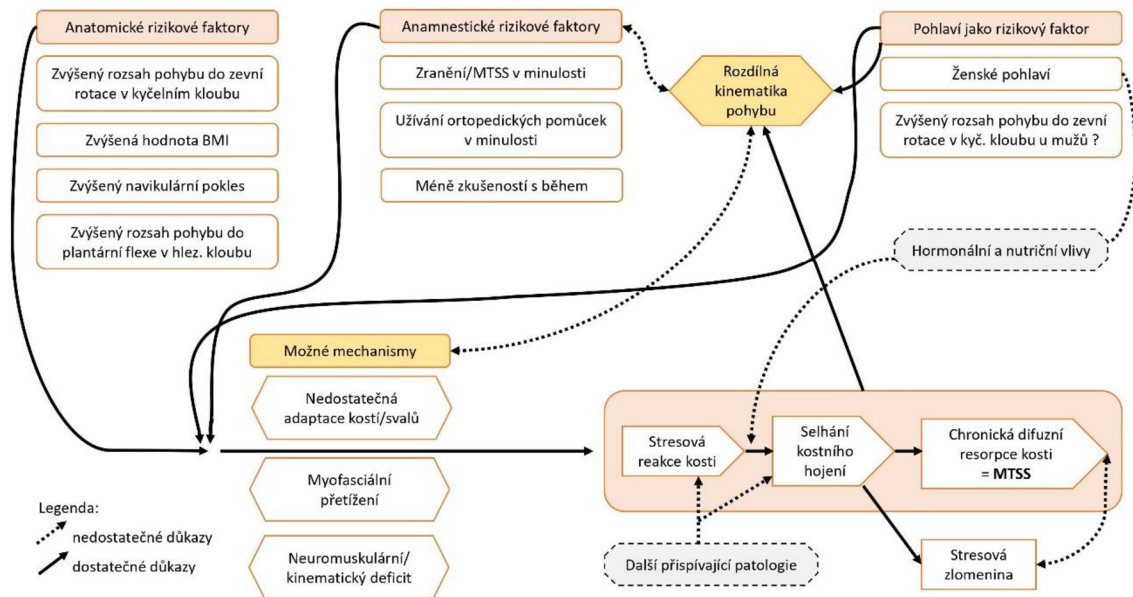 Anatomické rizikové faktory
Zvýšený rozsah pohybu do zevní
rotace v kyčelním kloubu
Zvýšená hodnota BMI
Zvýšený navikulární pokles
Zvýšený rozsah pohybu do
plantární flexe v hlez. kloubu
Anamnestické rizikové faktory
Zranění/MTSS v minulosti
Užívání ortopedických pomůcek
v minulosti
Méně zkušeností s během
Rozdílná
kinematika
pohybu
Pohlaví jako rizikový faktor
Ženské pohlaví
Zvýšený rozsah pohybu do zevní
rotace v kyč. kloubu u mužů ?
Hormonální a nutriční vlivy
Možné mechanismy
Nedostatečná
adaptace kostí/svalů
Myofasciální
přetížení
Neuromuskulární/
kinematický deficit
Stresová
reakce kosti
Selhání
kostního
hojení
Chronická difuzní
resorpce kosti
= MTSS
Další přispívající patologie
Stresová
zlomenina
Legenda:
nedostatečné důkazy
dostatečné důkazy